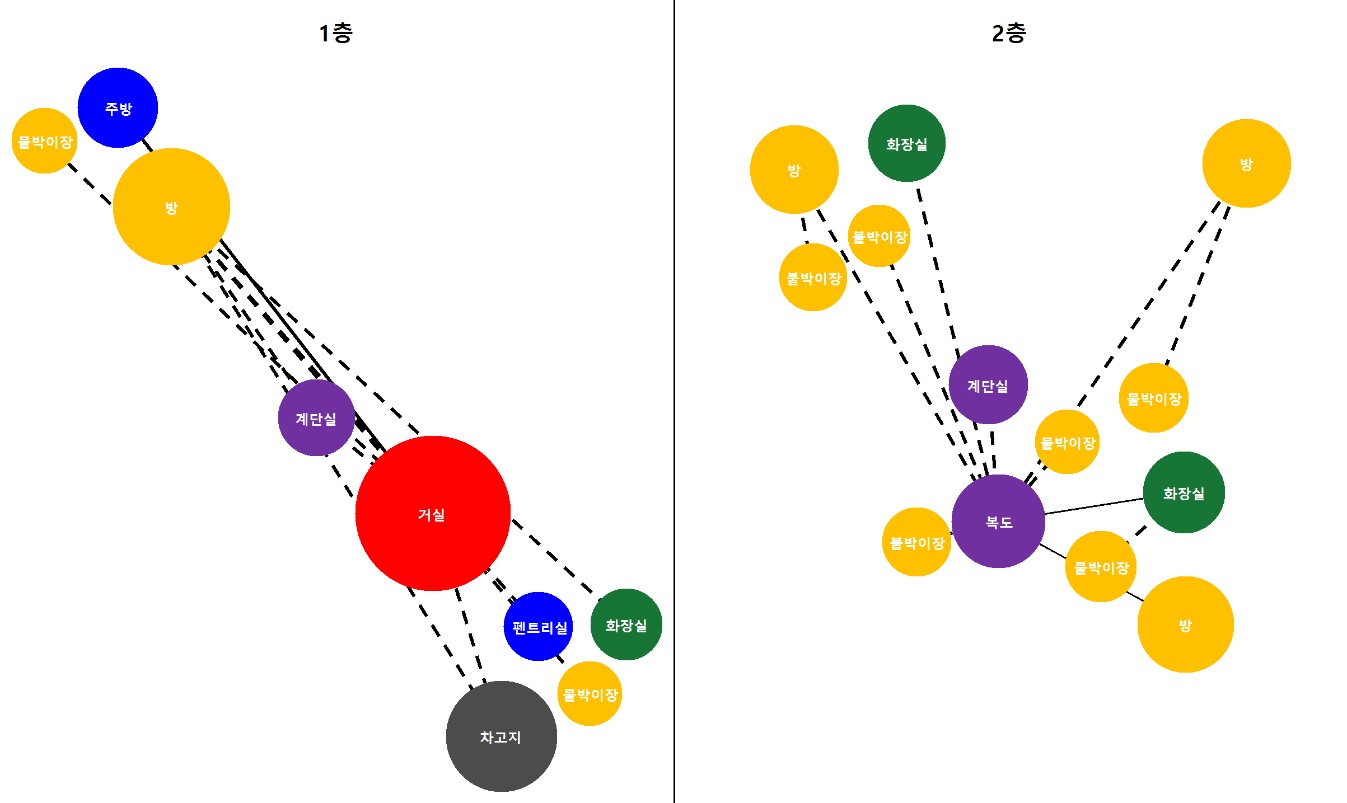 1층
주방
붙박이장
방
계단실
거실
펜트리실
화장실
붙박이장
차고지
2층
화장실
방
방
붙박이장
붙박이장
계단실
붙박이장
붙박이장
화장실
복도
붙박이장
붙박이장
방